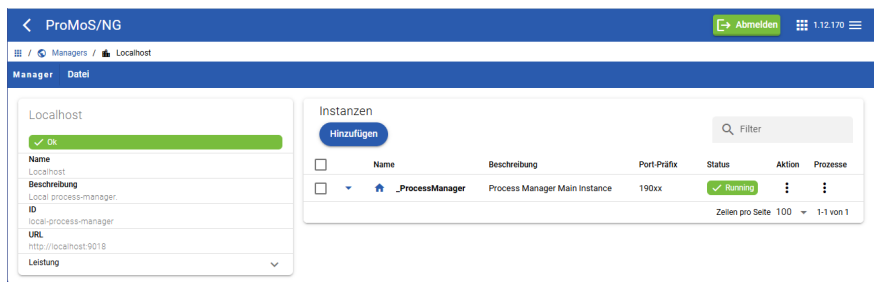 ProMoS/NG
Abmelden
1.12.170
/ Managers / Localhost
Manager Datei
Localhost
Ok
Name
Localhost
Beschreibung
Local process-manager.
ID
local-process-manager
URL
http://localhost:9018
Leistung
Instanzen
Hinzufügen
Filter
Name Beschreibung Port-Präfix Status Aktion Prozesse
_ProcessManager Process Manager Main Instance 190xx Running
Zeilen pro Seite 100 1-1 von 1